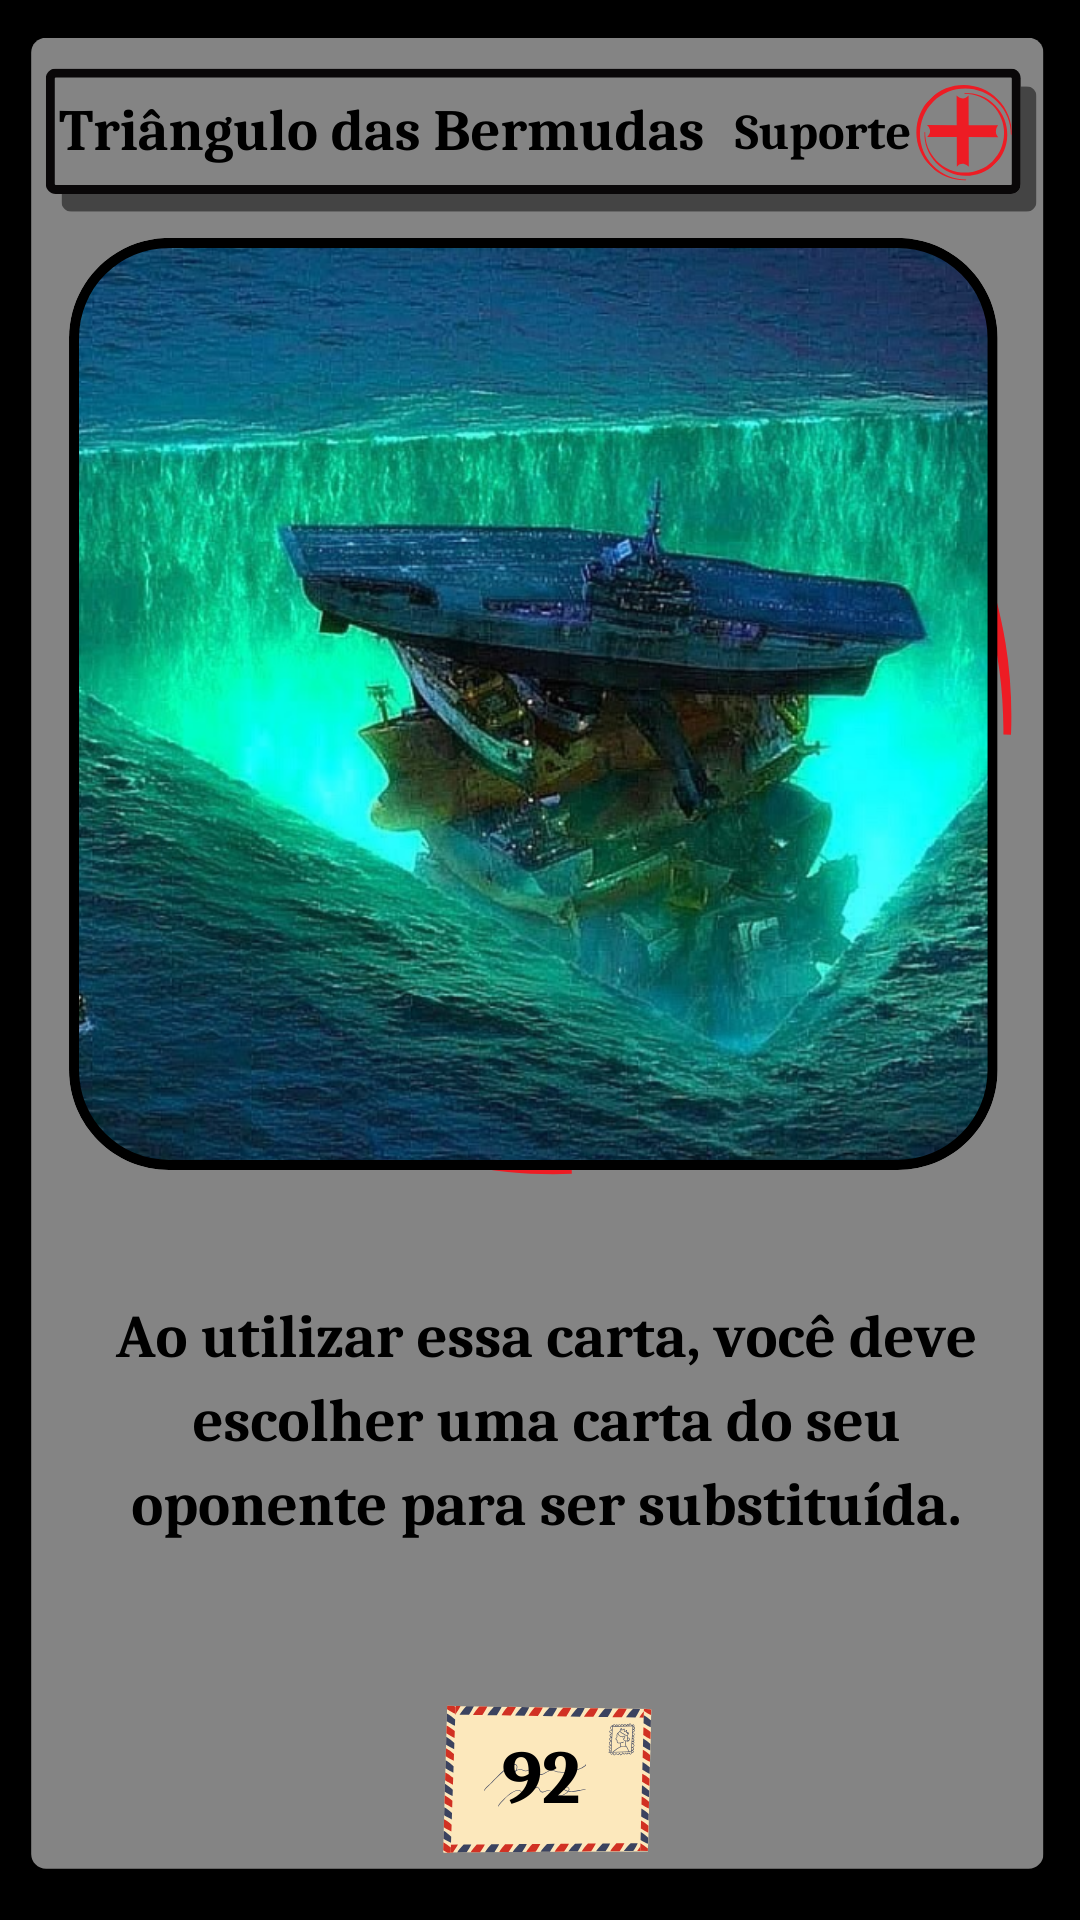 Triângulo das Bermudas Suporte
Ao utilizar essa carta, você deve
escolher uma carta do seu
oponente para ser substituída.
92